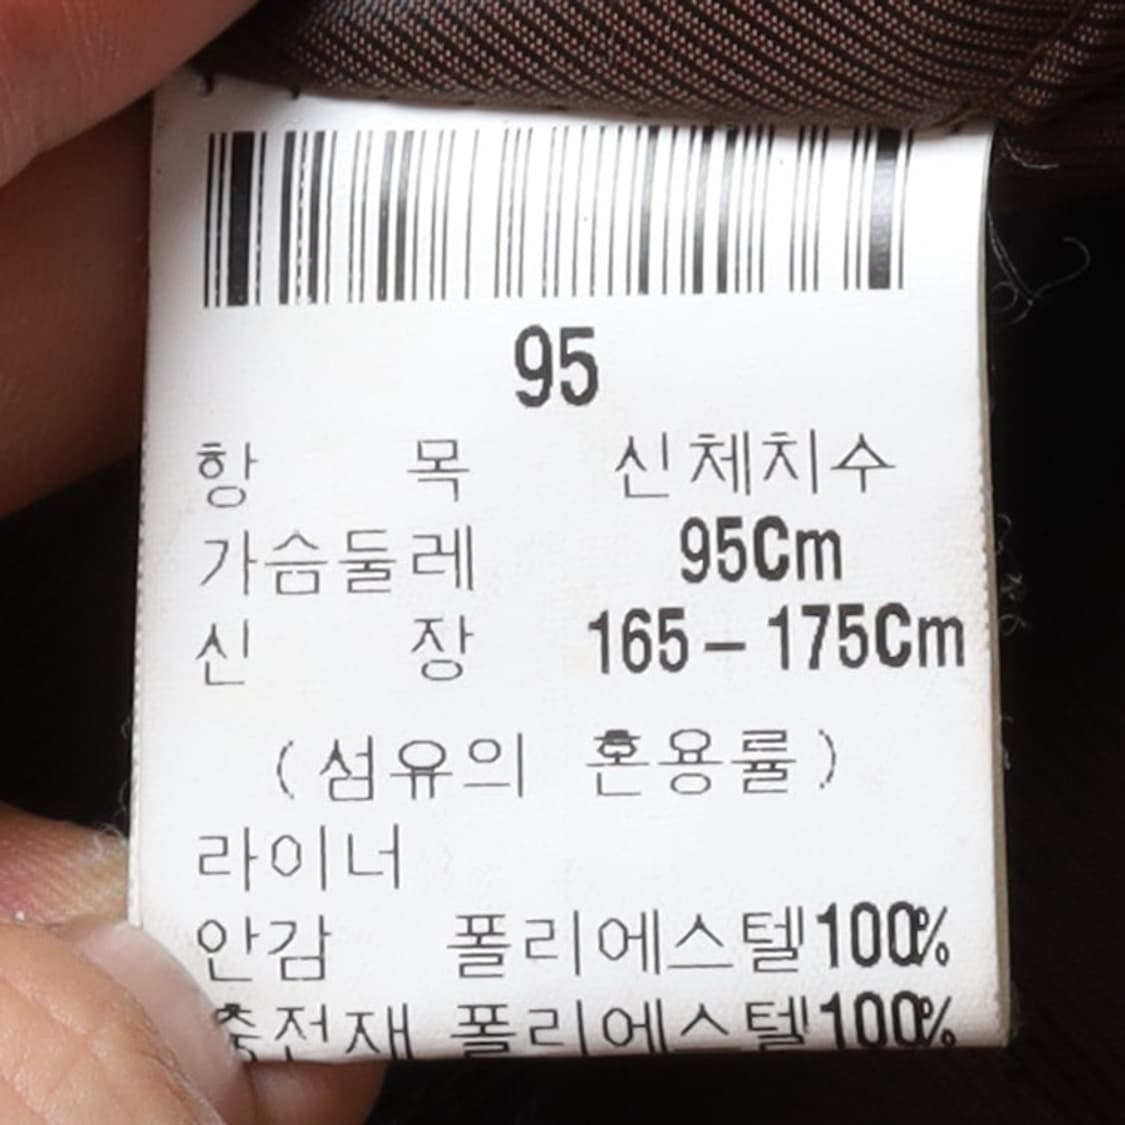 95
항 목 신체치수
가슴둘레 95Cm
신 장 165-175Cm
(섬유의 혼용률)
라이너
안감 폴리에스텔100%
충전재 폴리에스텔100%